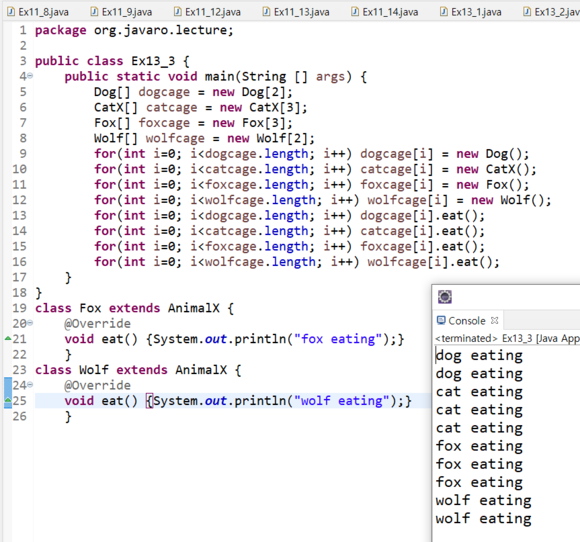 Ex11_8.java Ex11_9.java Ex11_12.java Ex11_13.java Ex11_14.java Ex13_1.java Ex13_2.jav
1 package org.javaro.lecture;
2
3 public class Ex13_3 {
4 public static void main(String [] args) {
5 Dog[] dogcage = new Dog[2];
6 CatX[] catcage = new CatX[3];
7 Fox[] foxcage = new Fox[3];
8 Wolf[] wolfcage = new Wolf[2];
9 for(int i=0; i<dogcage.length; i++) dogcage[i] = new Dog();
10 for(int i=0; i<catcage.length; i++) catcage[i] = new CatX();
11 for(int i=0; i<foxcage.length; i++) foxcage[i] = new Fox();
12 for(int i=0; i<wolfcage.length; i++) wolfcage[i] = new Wolf();
13 for(int i=0; i<dogcage.length; i++) dogcage[i].eat();
14 for(int i=0; i<catcage.length; i++) catcage[i].eat();
15 for(int i=0; i<foxcage.length; i++) foxcage[i].eat();
16 for(int i=0; i<wolfcage.length; i++) wolfcage[i].eat();
17 }
18 }
19 class Fox extends AnimalX {
20 @Override
21 void eat() {System.out.println("fox eating");}
22 }
23 class Wolf extends AnimalX {
24 @Override
25 void eat() {System.out.println("wolf eating");}
26 }
Console
<terminated> Ex13_3 [Java App
dog eating
dog eating
cat eating
cat eating
cat eating
fox eating
fox eating
fox eating
wolf eating
wolf eating